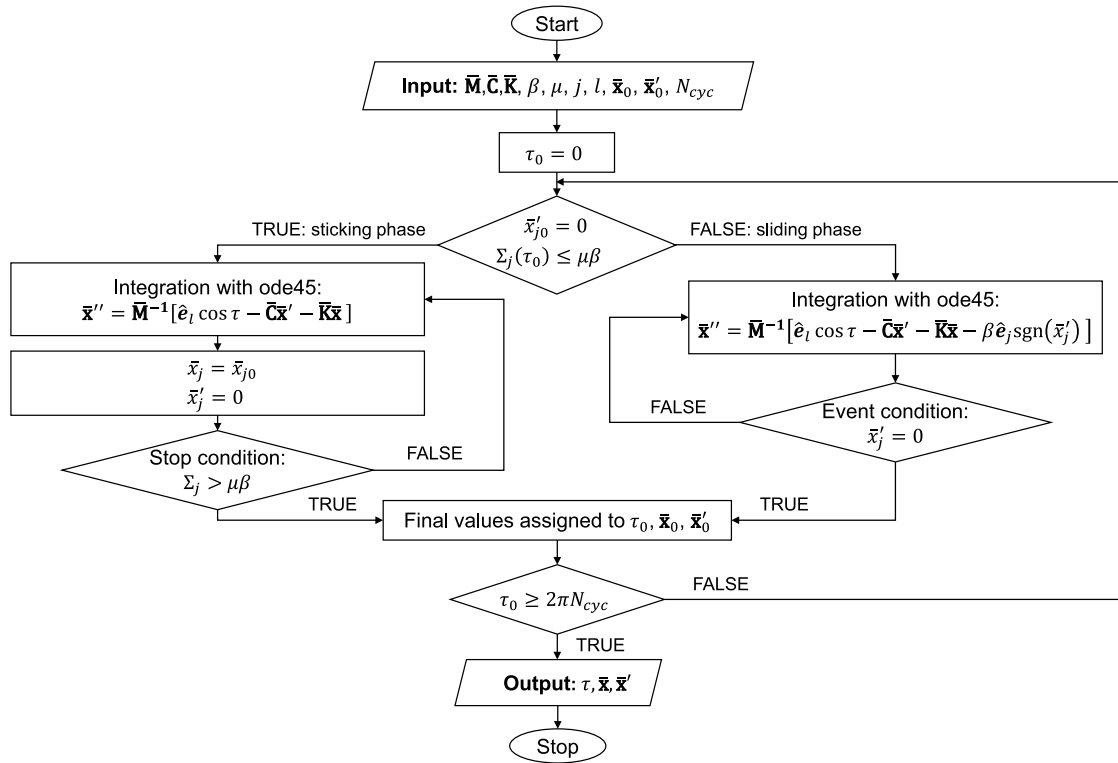 Start
Input: M̄,C̄,K̄, β, μ, j, l, x̄₀, x̄′₀, N_cyc
τ₀ = 0
x̄′_j0 = 0
Σ_j(τ₀) ≤ μβ
TRUE: sticking phase
FALSE: sliding phase
Integration with ode45:
x̄′′ = M̄⁻¹[ê_l cos τ − C̄x̄′ − K̄x̄ ]
x̄_j = x̄_j0
x̄′_j = 0
Stop condition:
Σ_j > μβ
FALSE
TRUE
Integration with ode45:
x̄′′ = M̄⁻¹[ê_l cos τ − C̄x̄′ − K̄x̄ − βê_j sgn(x̄′_j) ]
FALSE
Event condition:
x̄′_j = 0
TRUE
Final values assigned to τ₀, x̄₀, x̄′₀
τ₀ ≥ 2πN_cyc
FALSE
TRUE
Output: τ, x̄, x̄′
Stop